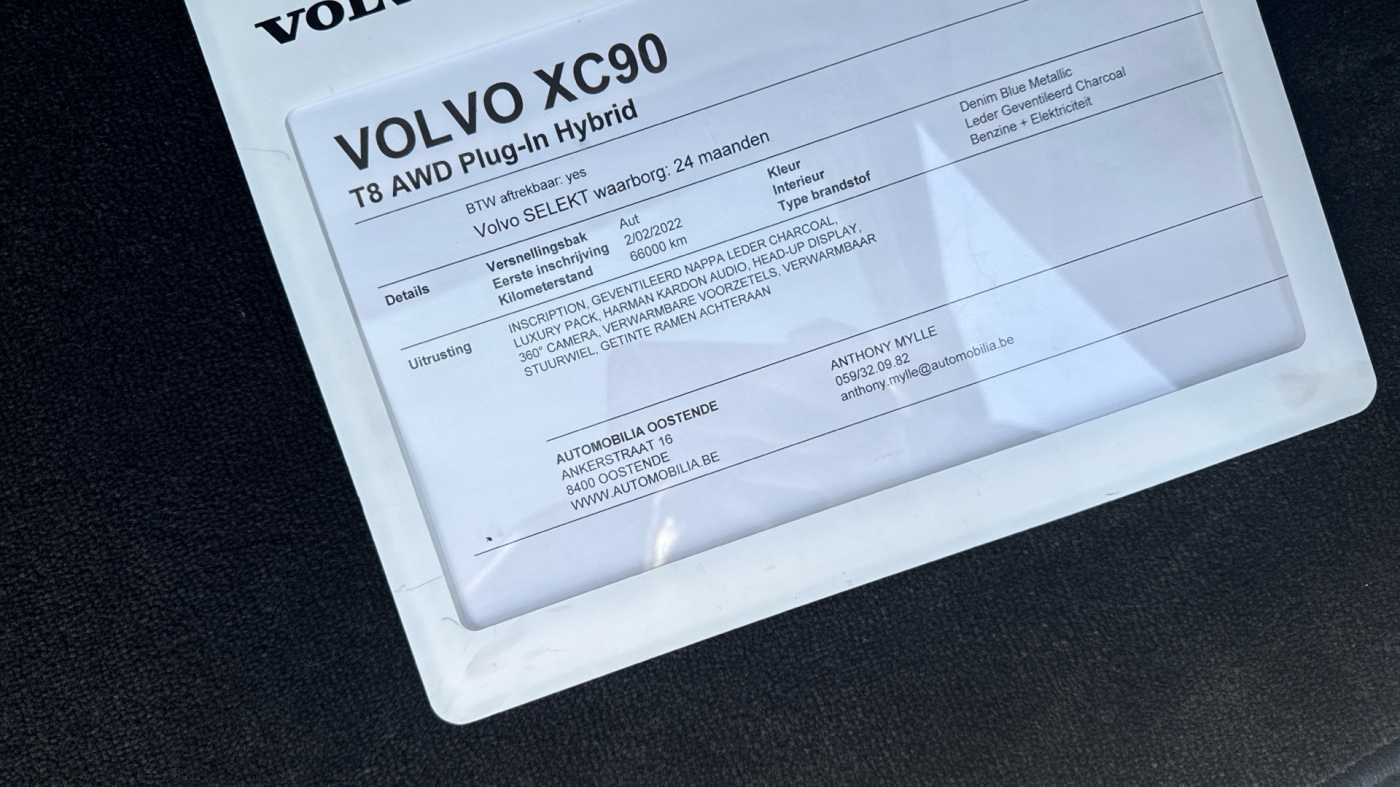 VOLVO XC90
T8 AWD Plug-In Hybrid
BTW aftrekbaar: yes
Volvo SELEKT waarborg: 24 maanden
Details
Versnellingsbak Aut Kleur Denim Blue Metallic
Eerste inschrijving 2/02/2022 Interieur Leder Geventileerd Charcoal
Kilometerstand 66000 km Type brandstof Benzine + Elektriciteit
Uitrusting
INSCRIPTION, GEVENTILEERD NAPPA LEDER CHARCOAL,
LUXURY PACK, HARMAN KARDON AUDIO, HEAD-UP DISPLAY,
360° CAMERA, VERWARMBARE VOORZETELS, VERWARMBAAR
STUURWIEL, GETINTE RAMEN ACHTERAAN
AUTOMOBILIA OOSTENDE
ANKERSTRAAT 16
8400 OOSTENDE
WWW.AUTOMOBILIA.BE
ANTHONY MYLLE
059/32.09.82
anthony.mylle@automobilia.be